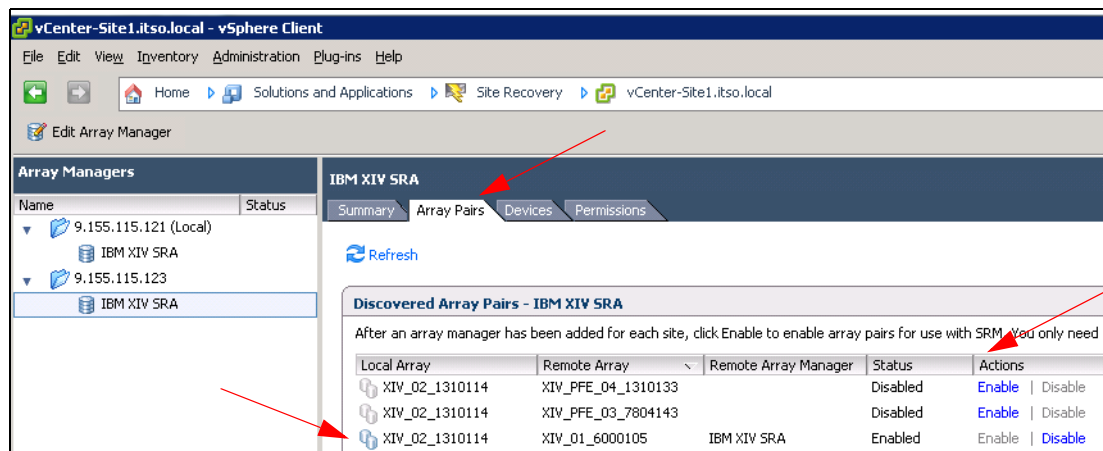 vCenter-Site1.itso.local - vSphere Client
File Edit View Inventory Administration Plug-ins Help
Home Solutions and Applications Site Recovery vCenter-Site1.itso.local
Edit Array Manager
Array Managers
Name Status
9.155.115.121 (Local)
IBM XIV SRA
9.155.115.123
IBM XIV SRA
IBM XIV SRA
Summary Array Pairs Devices Permissions
Refresh
Discovered Array Pairs - IBM XIV SRA
After an array manager has been added for each site, click Enable to enable array pairs for use with SRM. You only need
Local Array Remote Array Remote Array Manager Status Actions
XIV_02_1310114 XIV_PFE_04_1310133 Disabled Enable | Disable
XIV_02_1310114 XIV_PFE_03_7804143 Disabled Enable | Disable
XIV_02_1310114 XIV_01_6000105 IBM XIV SRA Enabled Enable | Disable